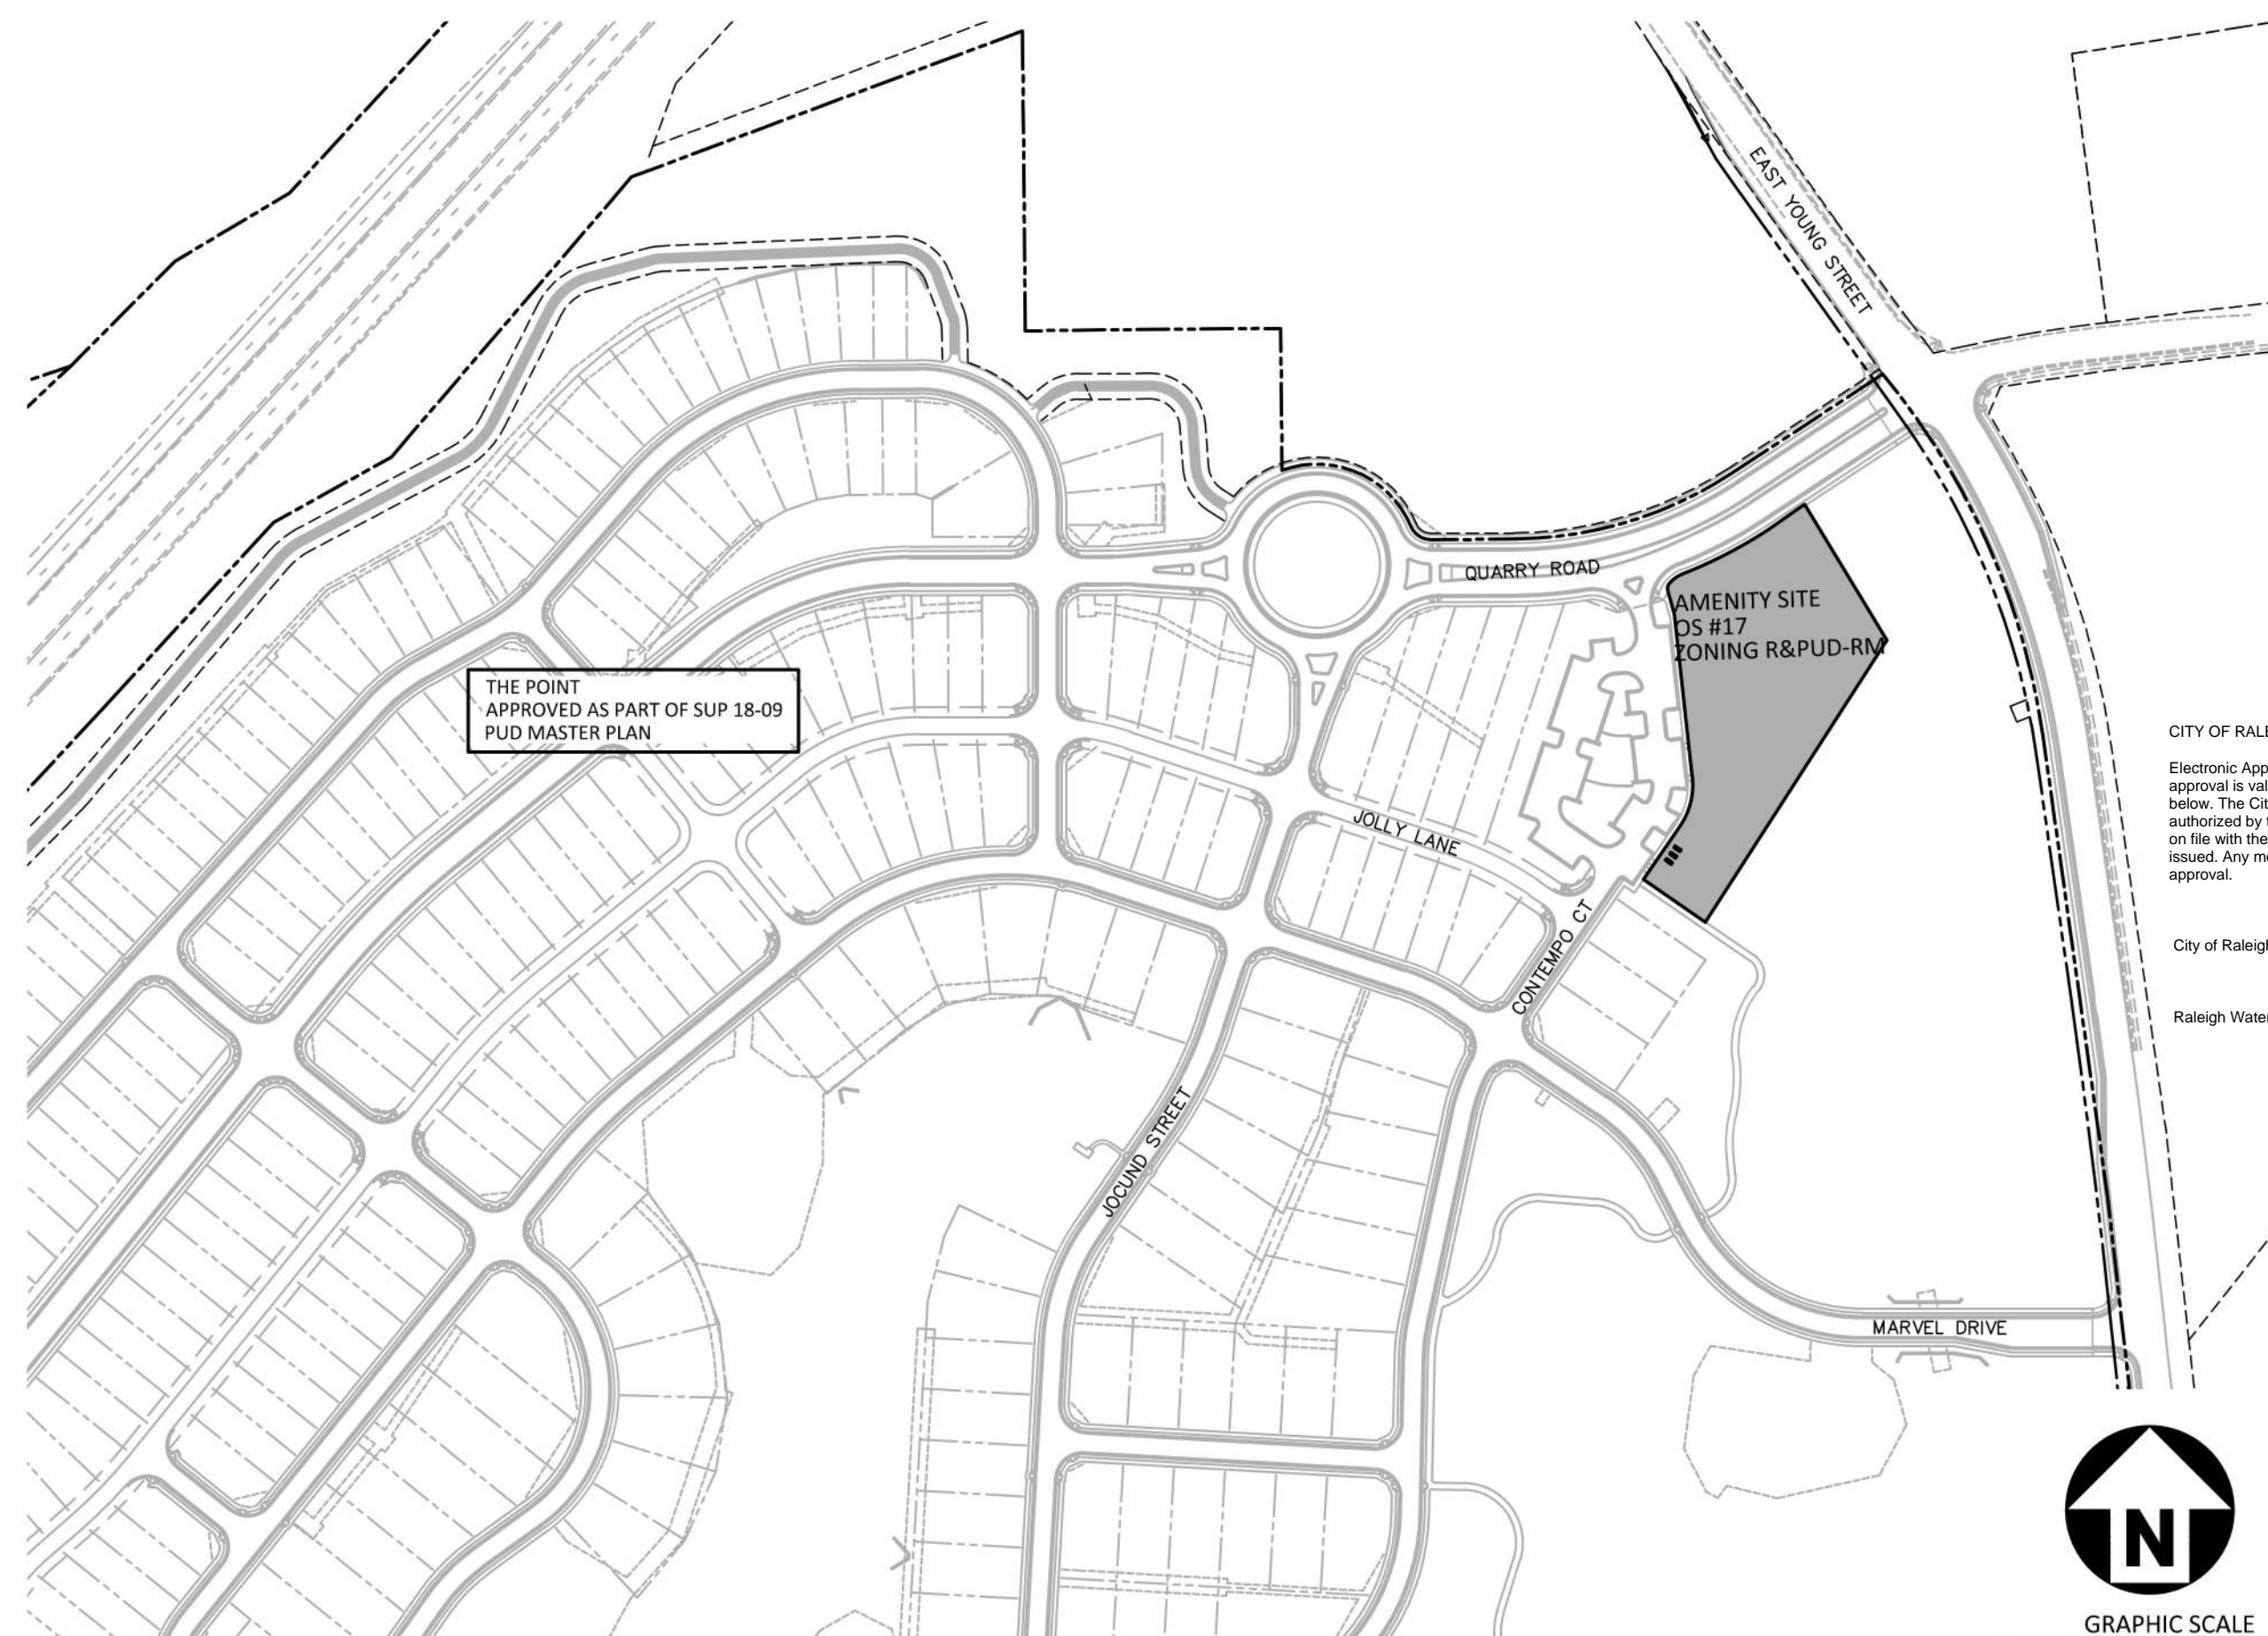 EAST YOUNG STREET
QUARRY ROAD
AMENITY SITE
OS #17
ZONING R&PUD-RM
THE POINT
APPROVED AS PART OF SUP 18-09
PUD MASTER PLAN
JOLLY LANE
CONTEMPO CT
JOCUND STREET
MARVEL DRIVE
CITY OF RALE
Electronic App
approval is val
below. The Cit
authorized by t
on file with the
issued. Any mo
approval.
City of Raleigh
Raleigh Water
N
GRAPHIC SCALE